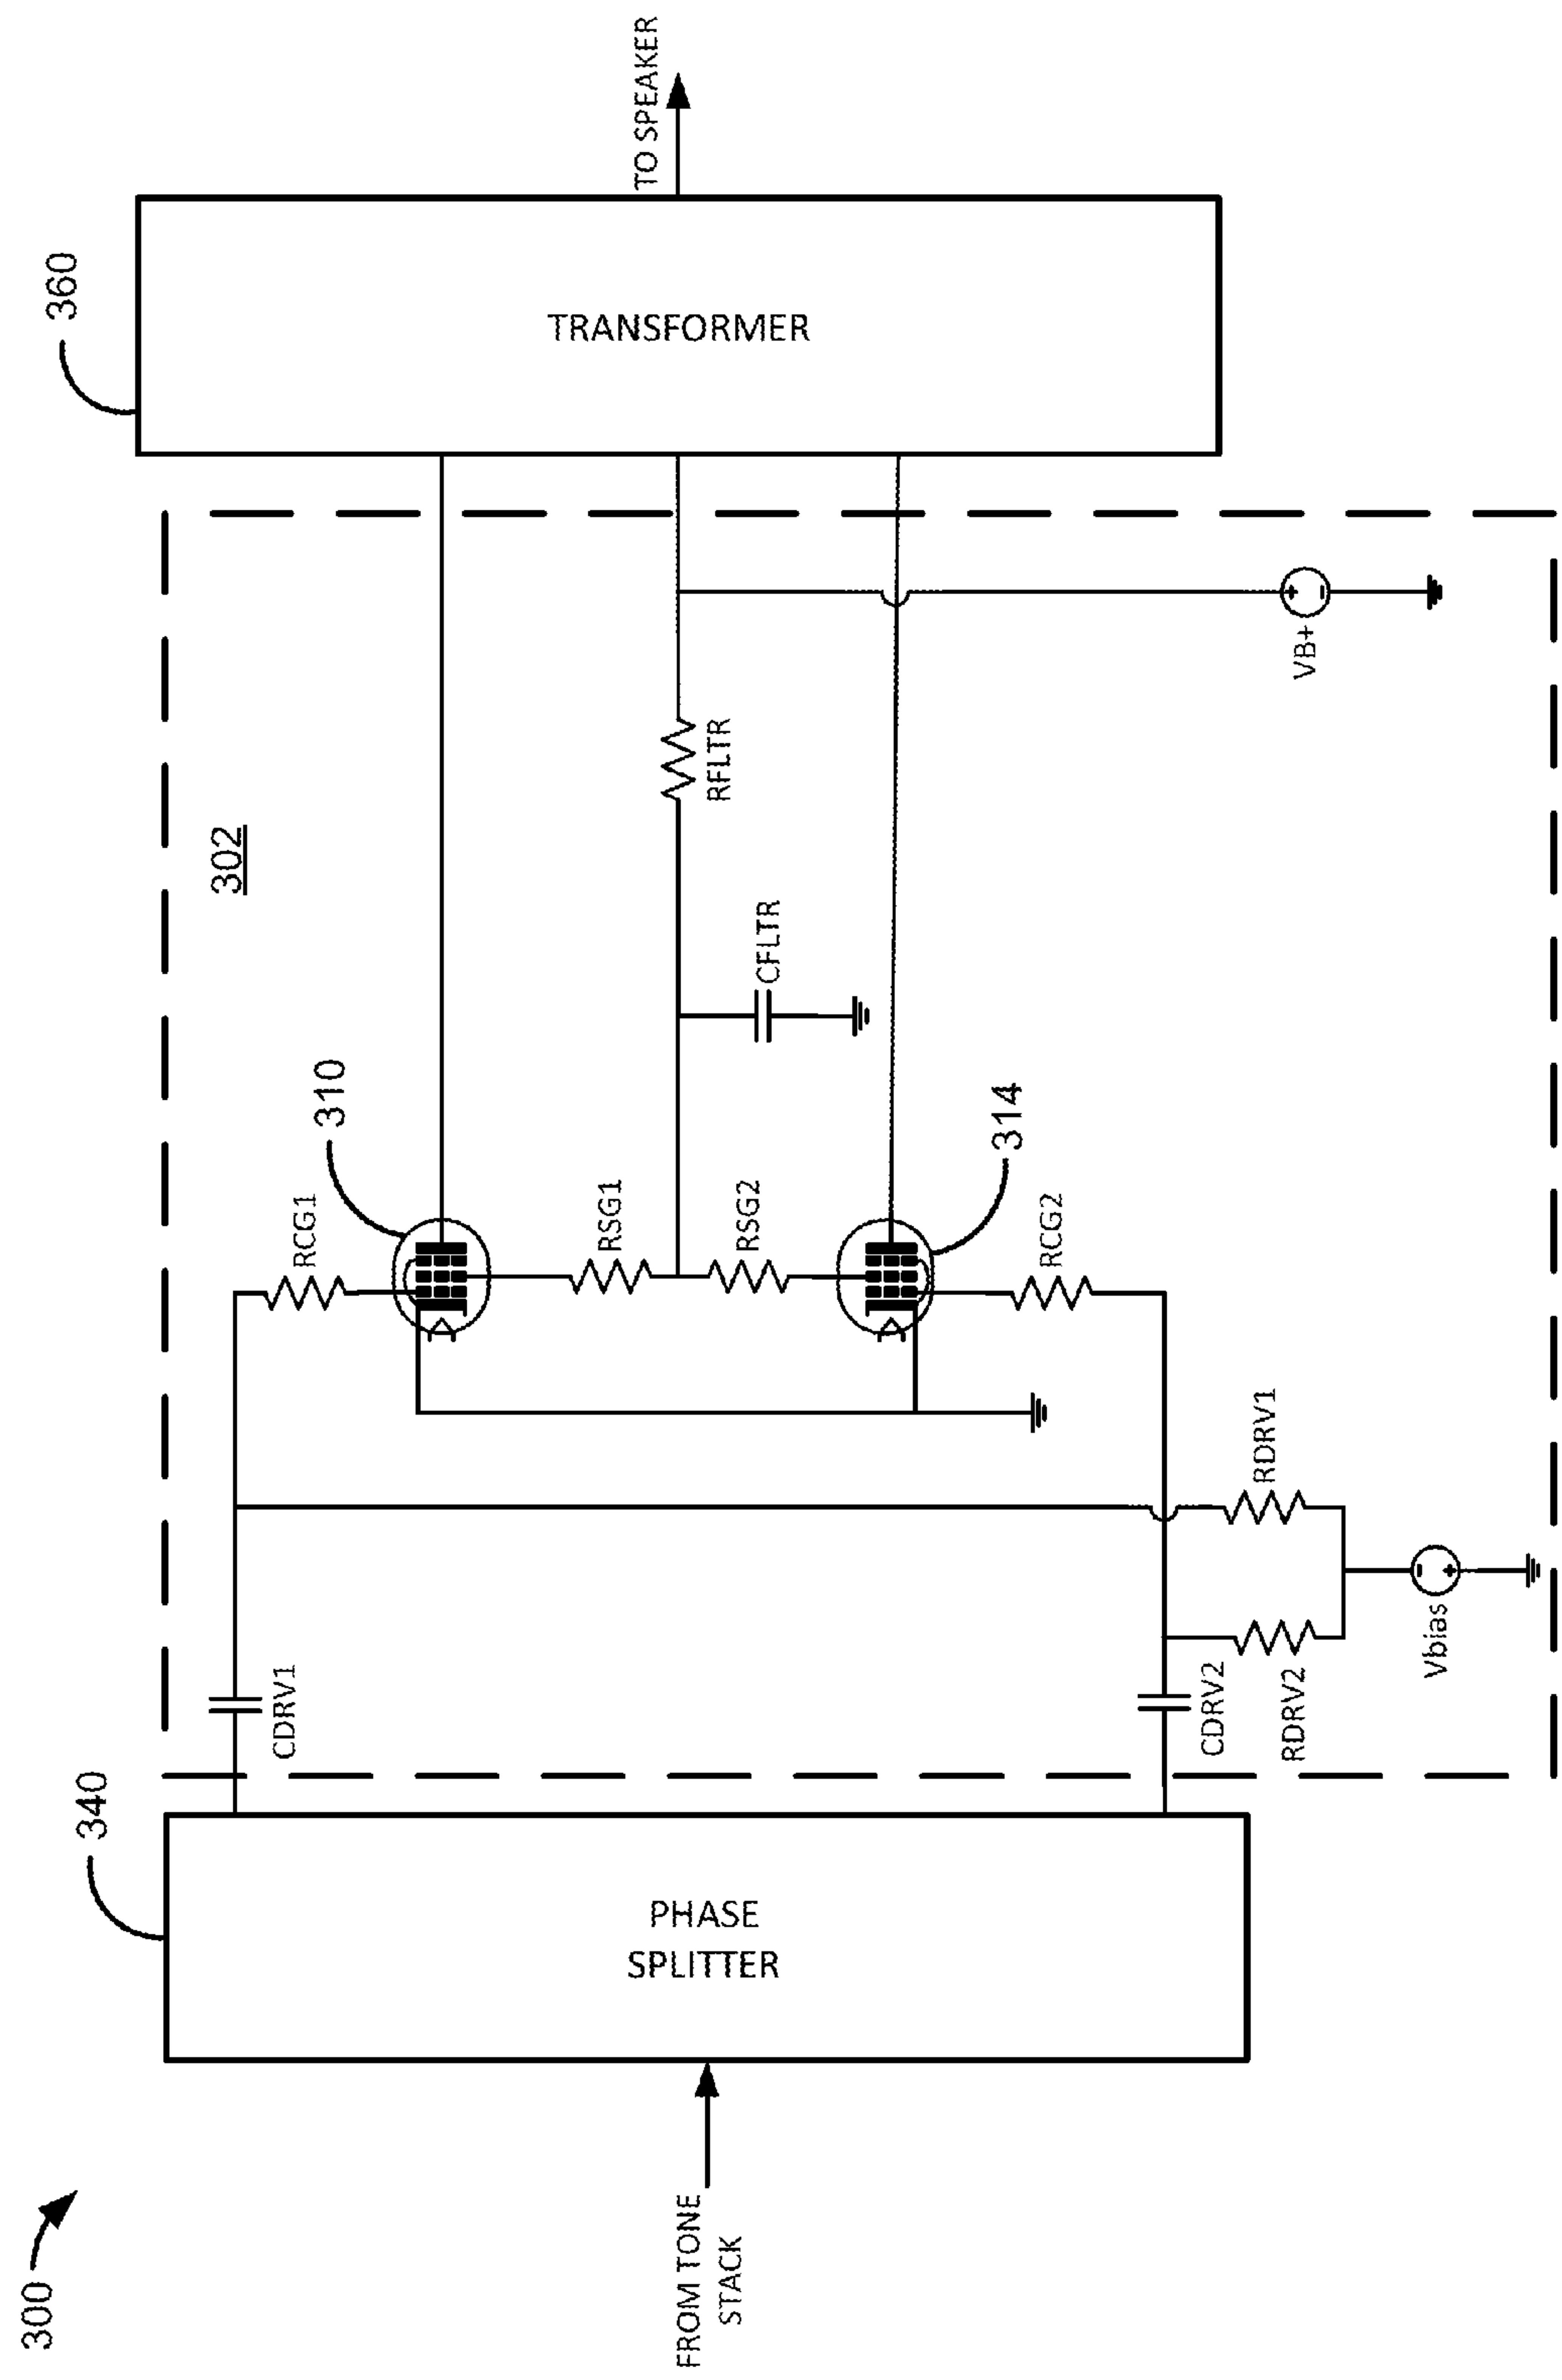 300
FROM TONE
STACK
340
PHASE
SPLITTER
302
CDRV1
CDRV2
RDRV2
RDRV1
Vbias
-
+
RCG1
310
RSG1
RSG2
314
RCG2
CFLTR
RFLTR
VB+
+
-
360
TRANSFORMER
TO SPEAKER